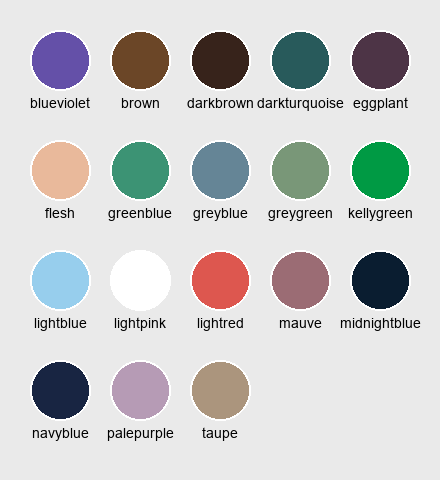 blueviolet brown darkbrown darkturquoise eggplant
flesh greenblue greyblue greygreen kellygreen
lightblue lightpink lightred mauve midnightblue
navyblue palepurple taupe